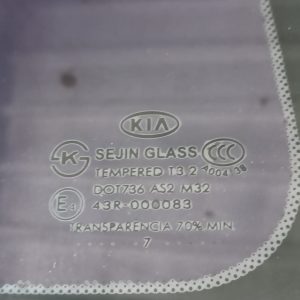 KIA
SEJIN GLASS
TEMPERED T3.2
DOT736 AS2 M32
43R-000083
TRANSPARENCIA 70% MIN
7